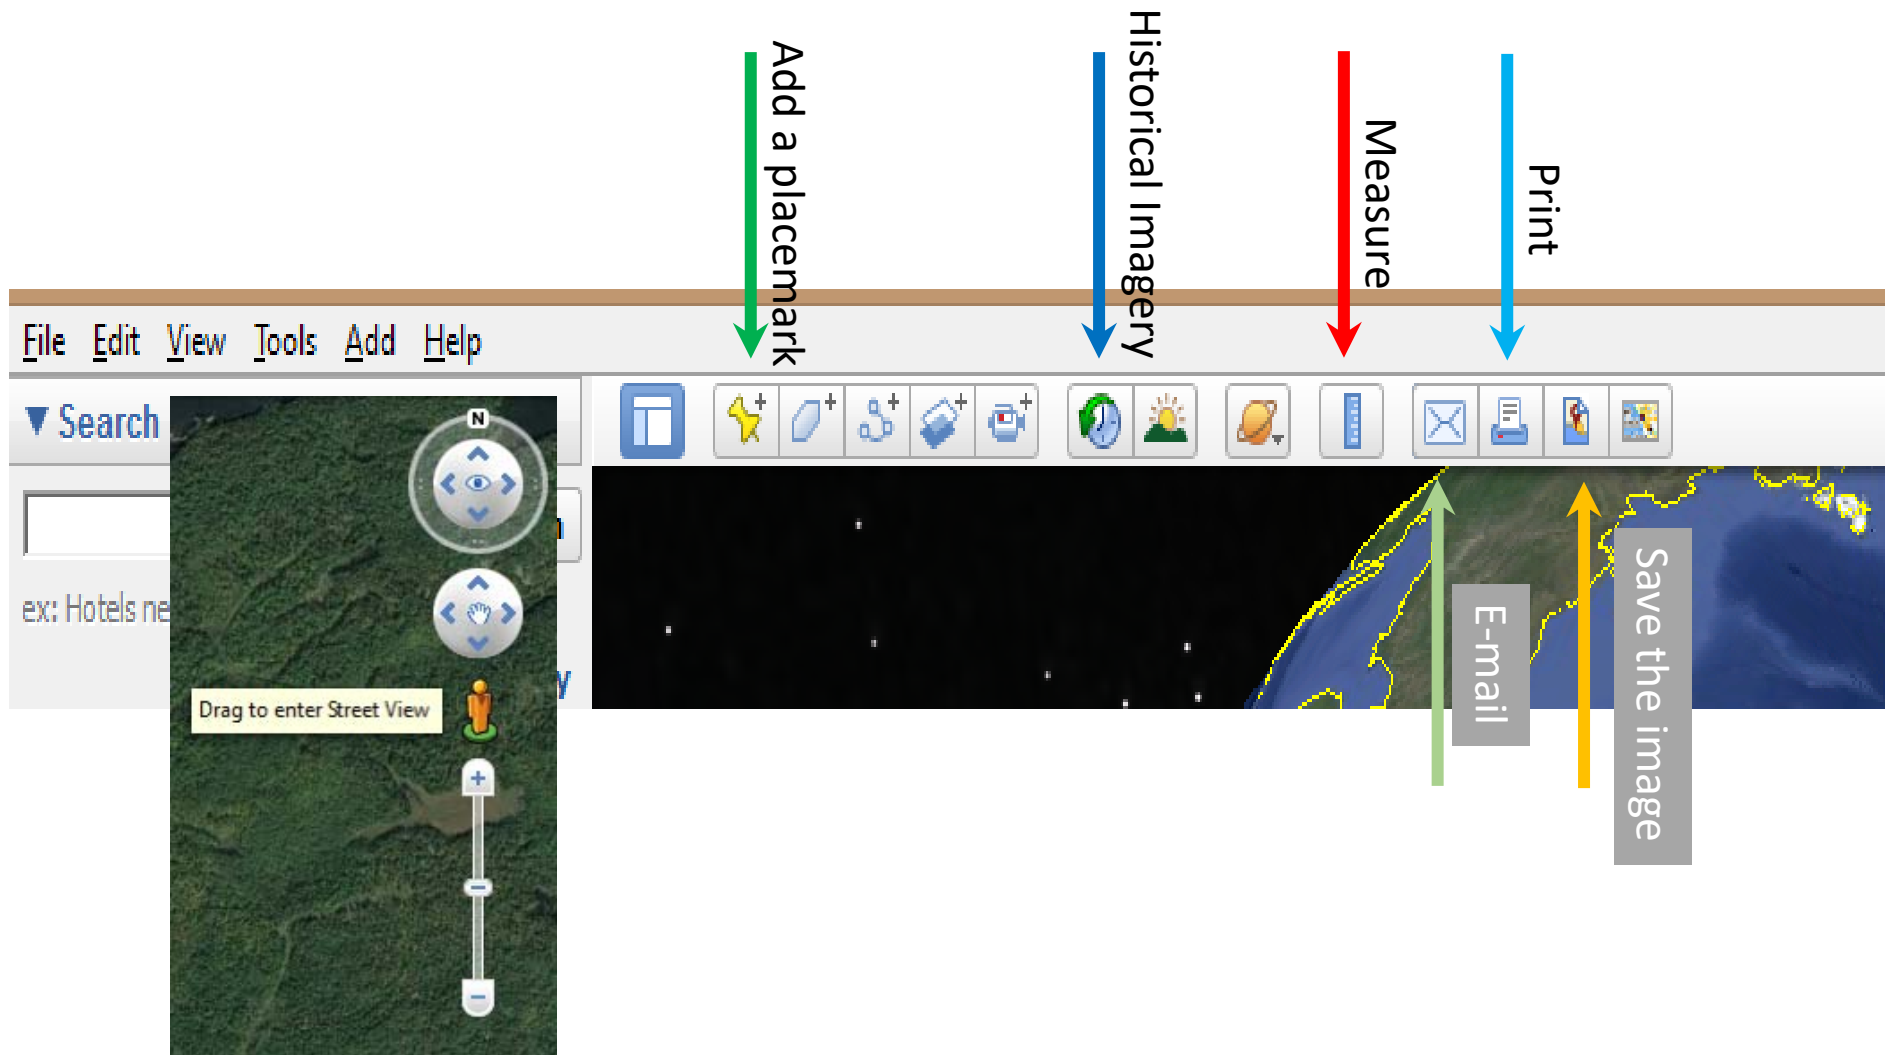 Add a placemark
Historical Imagery
Measure
Print
File Edit View Tools Add Help
Search
N
ex: Hotels ne
y
Drag to enter Street View
E-mail
Save the image